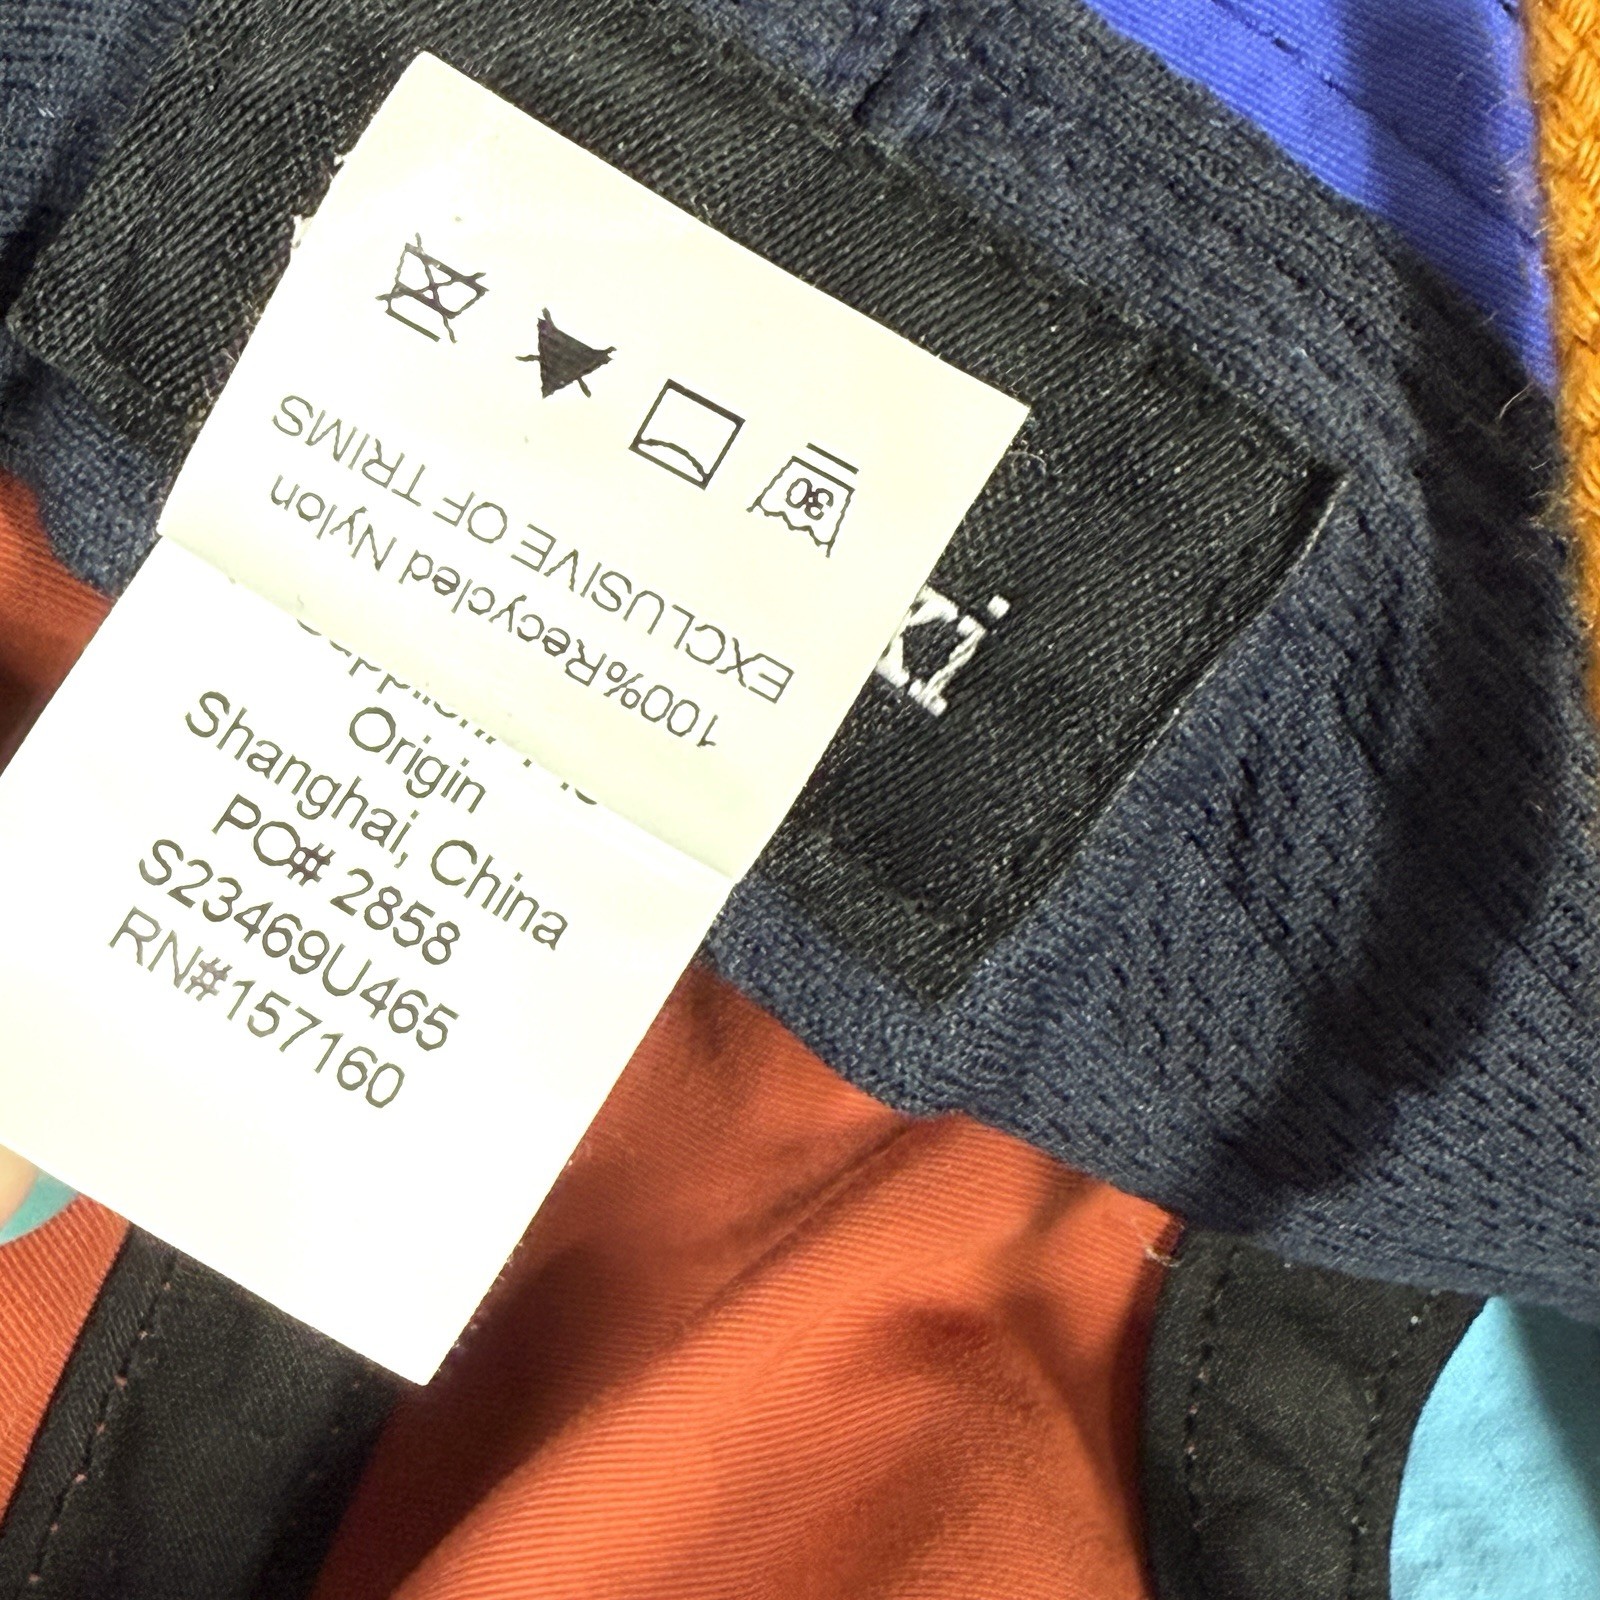 30
100%Recycled Nylon
EXCLUSIVE OF TRIMS
Origin
Shanghai, China
PO# 2858
S23469U465
RN#157160